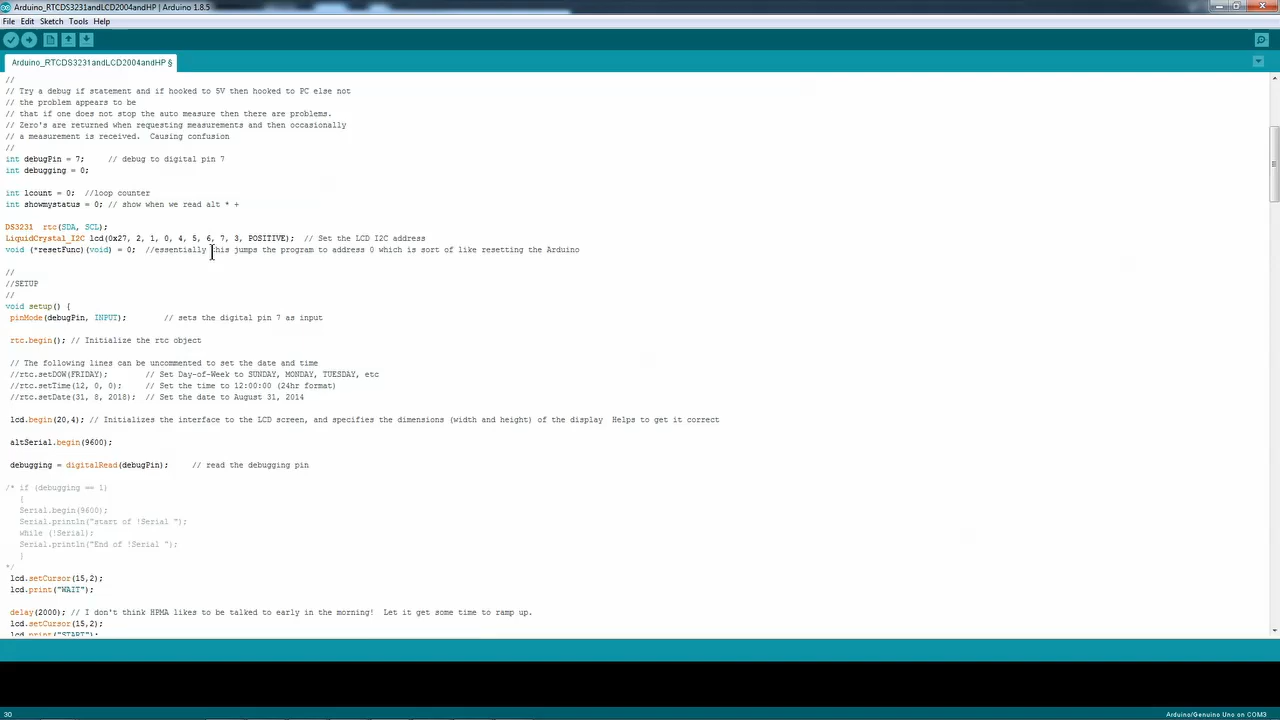 Arduino_RTCDS3231andLCD2004andHP | Arduino 1.8.5
File Edit Sketch Tools Help
Arduino_RTCDS3231andLCD2004andHP §
//
// Try a debug if statement and if hooked to 5V then hooked to PC else not
// the problem appears to be
// that if one does not stop the auto measure then there are problems.
// Zero's are returned when requesting measurements and then occasionally
// a measurement is received.  Causing confusion
//
int debugPin = 7;     // debug to digital pin 7
int debugging = 0;
int lcount = 0;  //loop counter
int showmystatus = 0; // show when we read alt * +
DS3231  rtc(SDA, SCL);
LiquidCrystal_I2C lcd(0x27, 2, 1, 0, 4, 5, 6, 7, 3, POSITIVE);  // Set the LCD I2C address
void (*resetFunc)(void) = 0;  //essentially this jumps the program to address 0 which is sort of like resetting the Arduino
//
//SETUP
//
void setup() {
pinMode(debugPin, INPUT);        // sets the digital pin 7 as input
rtc.begin(); // Initialize the rtc object
// The following lines can be uncommented to set the date and time
//rtc.setDOW(FRIDAY);        // Set Day-of-Week to SUNDAY, MONDAY, TUESDAY, etc
//rtc.setTime(12, 0, 0);     // Set the time to 12:00:00 (24hr format)
//rtc.setDate(31, 8, 2018);  // Set the date to August 31, 2014
lcd.begin(20,4); // Initializes the interface to the LCD screen, and specifies the dimensions (width and height) of the display  Helps to get it correct
altSerial.begin(9600);
debugging = digitalRead(debugPin);     // read the debugging pin
/* if (debugging == 1)
{
Serial.begin(9600);
Serial.println("start of !Serial ");
while (!Serial);
Serial.println("End of !Serial ");
}
*/
lcd.setCursor(15,2);
lcd.print("WAIT");
delay(2000); // I don't think HPMA likes to be talked to early in the morning!  Let it get some time to ramp up.
lcd.setCursor(15,2);
lcd.print("START");
30
Arduino/Genuino Uno on COM3